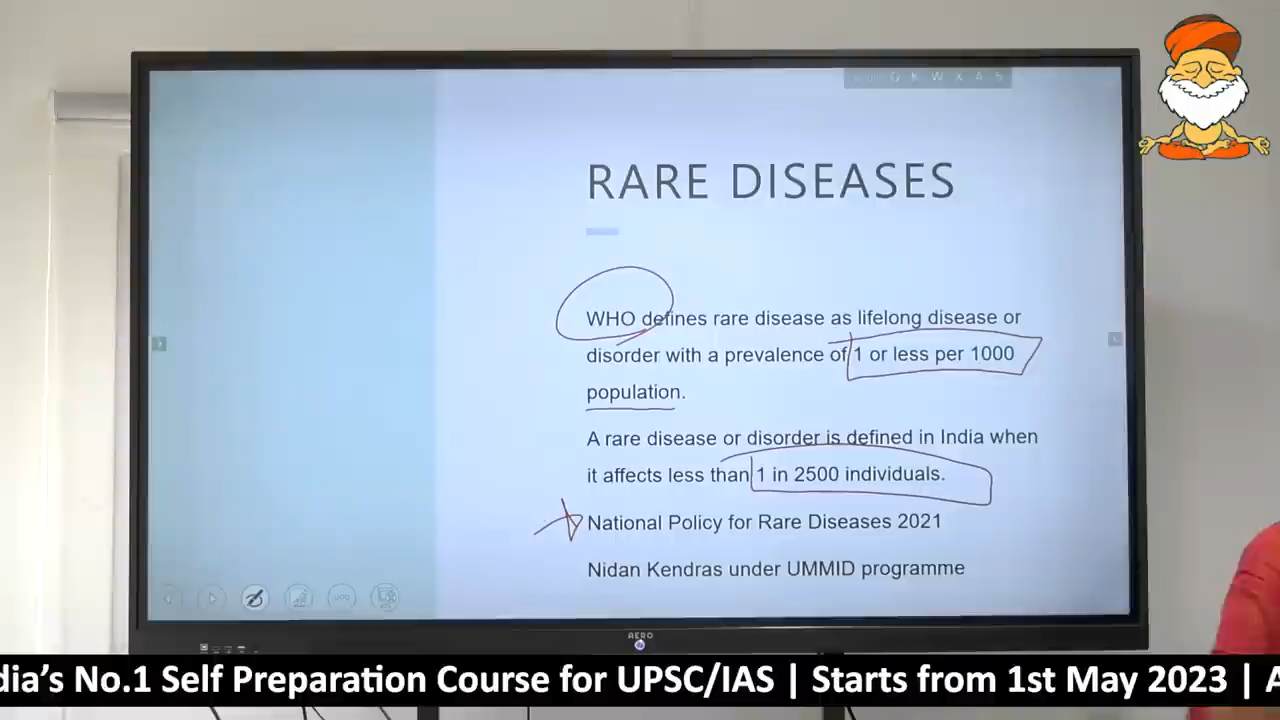 RARE DISEASES
WHO defines rare disease as lifelong disease or
disorder with a prevalence of 1 or less per 1000
population.
A rare disease or disorder is defined in India when
it affects less than 1 in 2500 individuals.
National Policy for Rare Diseases 2021
Nidan Kendras under UMMID programme
AERO
dia's No.1 Self Preparation Course for UPSC/IAS | Starts from 1st May 2023 | A